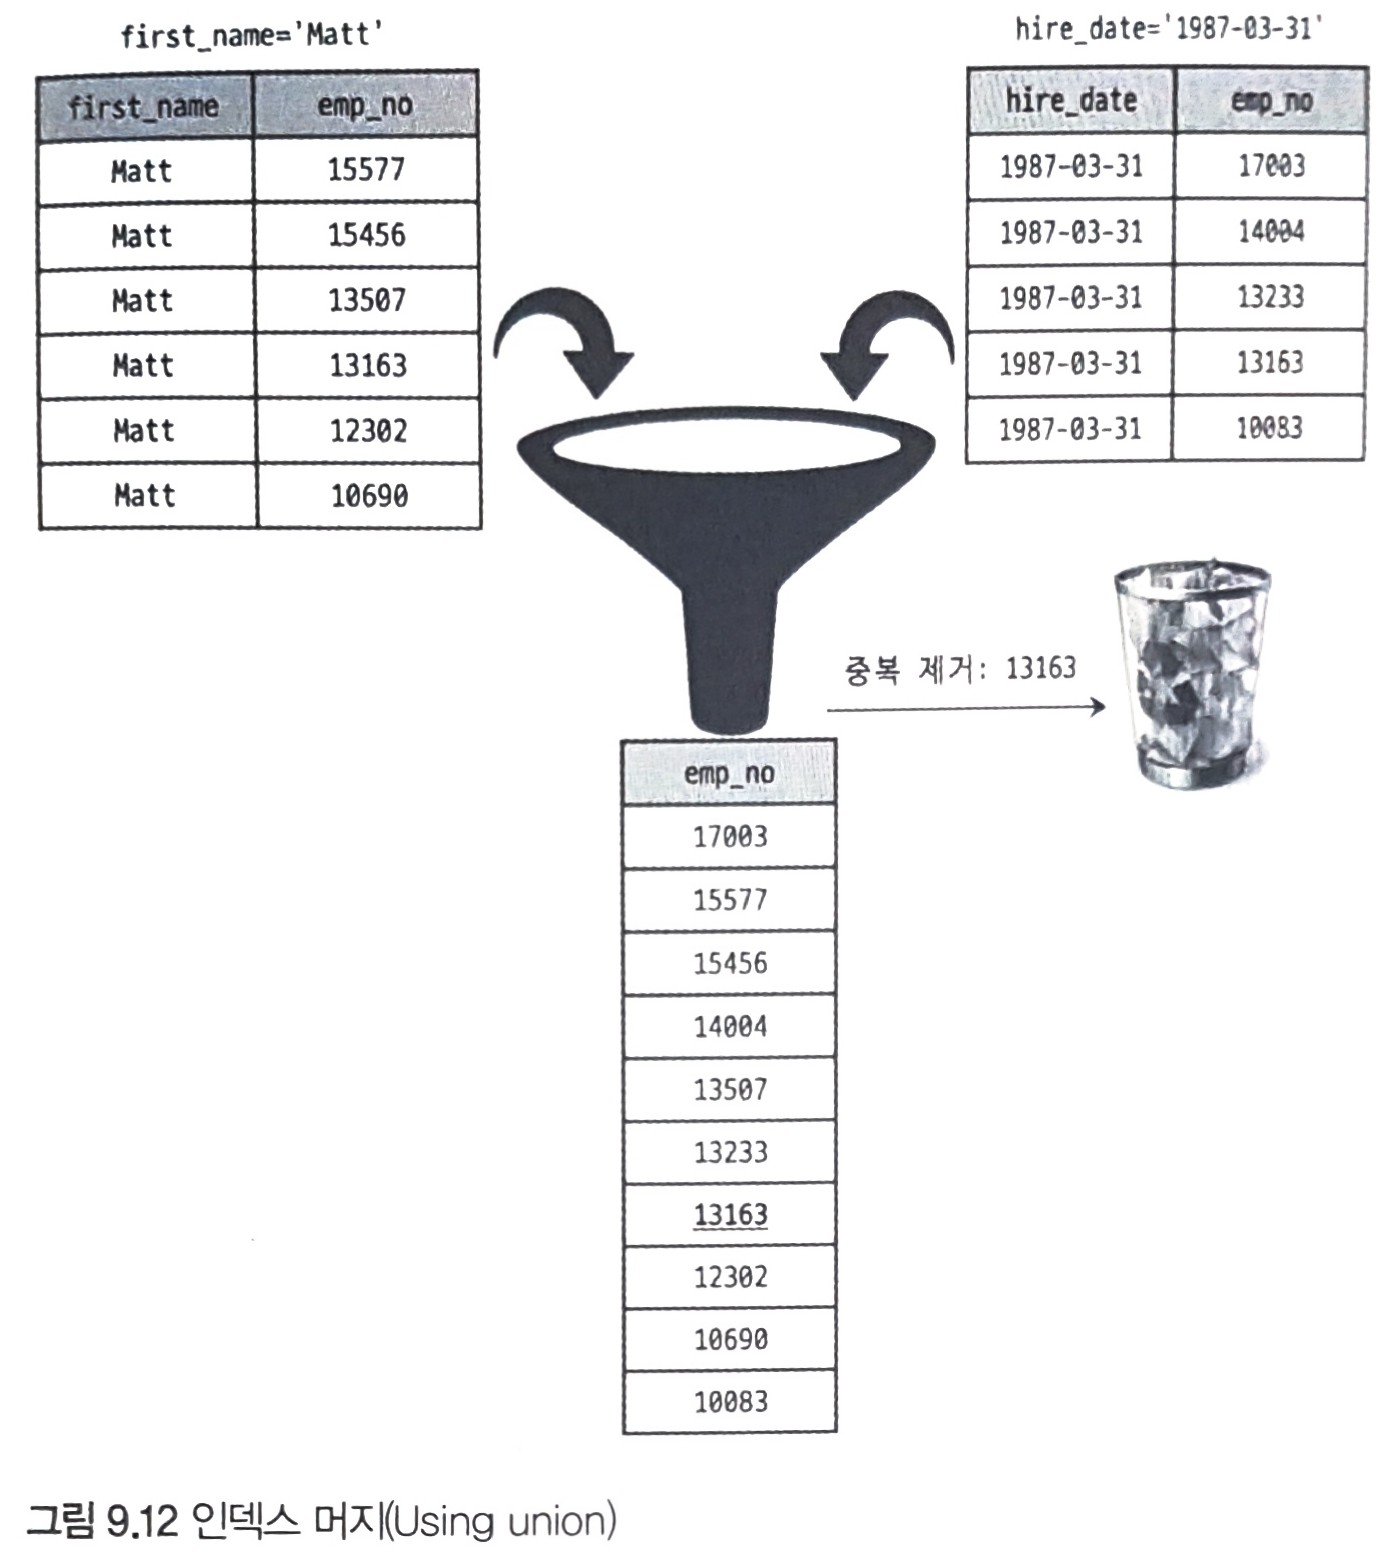 first_name='Matt'
first_name emp_no
Matt 15577
Matt 15456
Matt 13507
Matt 13163
Matt 12302
Matt 10690
hire_date='1987-03-31'
hire_date emp_no
1987-03-31 17003
1987-03-31 14004
1987-03-31 13233
1987-03-31 13163
1987-03-31 10083
중복 제거: 13163
emp_no
17003
15577
15456
14004
13507
13233
13163
12302
10690
10083
그림 9.12 인덱스 머지(Using union)